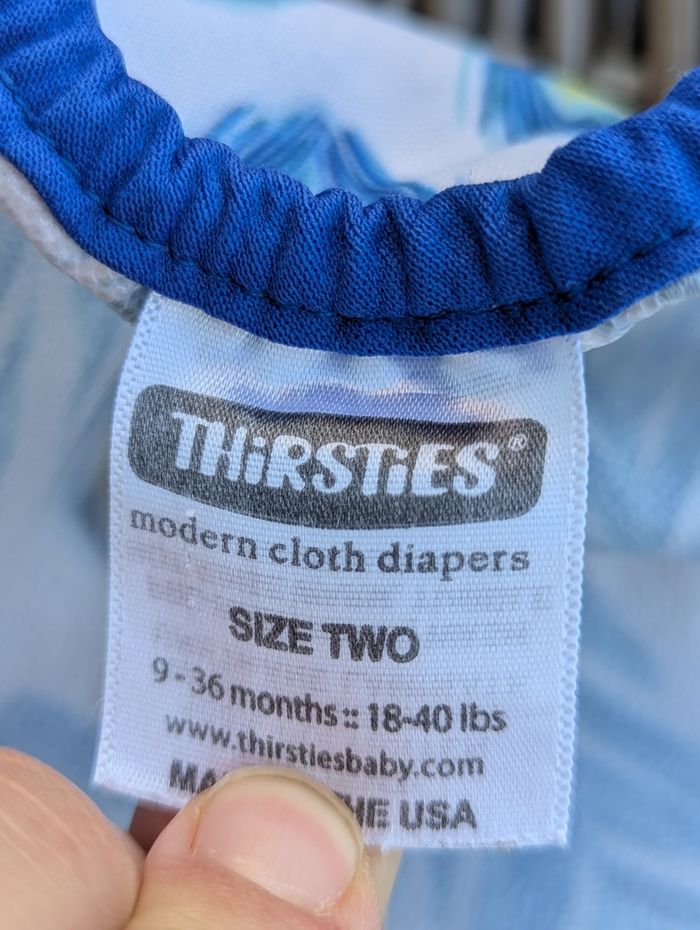 THiRSTiES®
modern cloth diapers
SIZE TWO
9 - 36 months :: 18-40 lbs
www.thirstiesbaby.com
USA